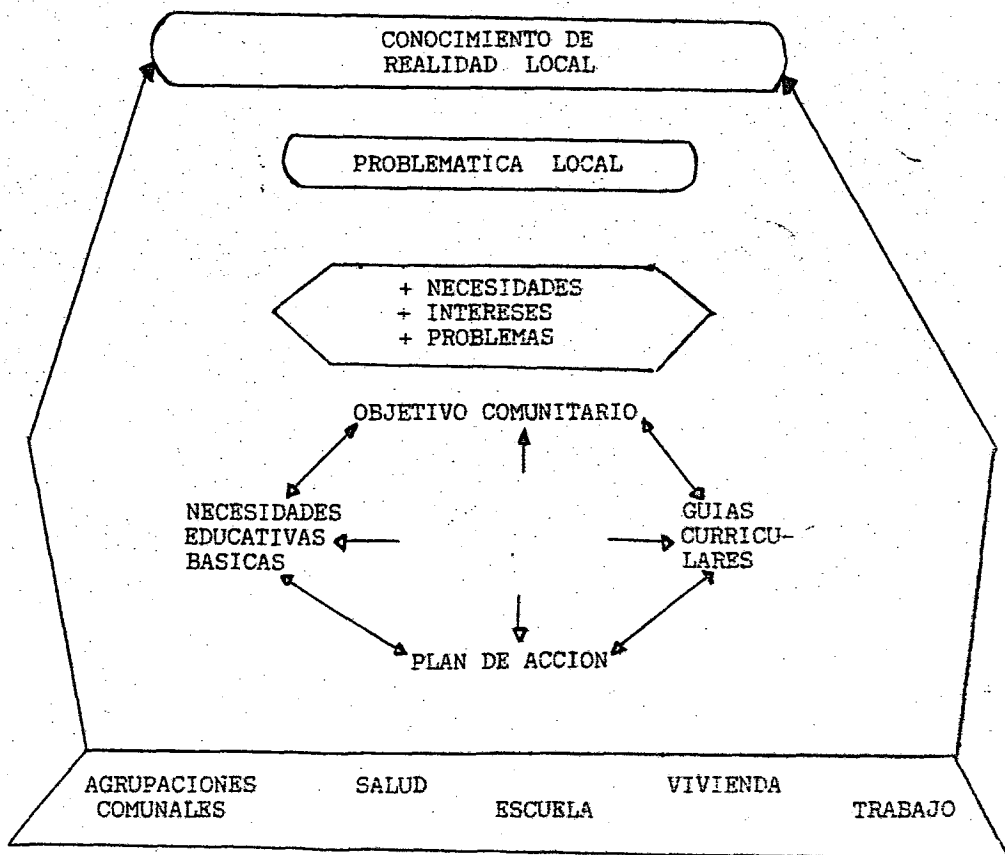 CONOCIMIENTO DE
REALIDAD LOCAL
PROBLEMATICA LOCAL
+ NECESIDADES
+ INTERESES
+ PROBLEMAS
OBJETIVO COMUNITARIO
NECESIDADES
EDUCATIVAS
BASICAS
GUIAS
CURRICU-
LARES
PLAN DE ACCION
AGRUPACIONES
COMUNALES
SALUD
ESCUELA
VIVIENDA
TRABAJO